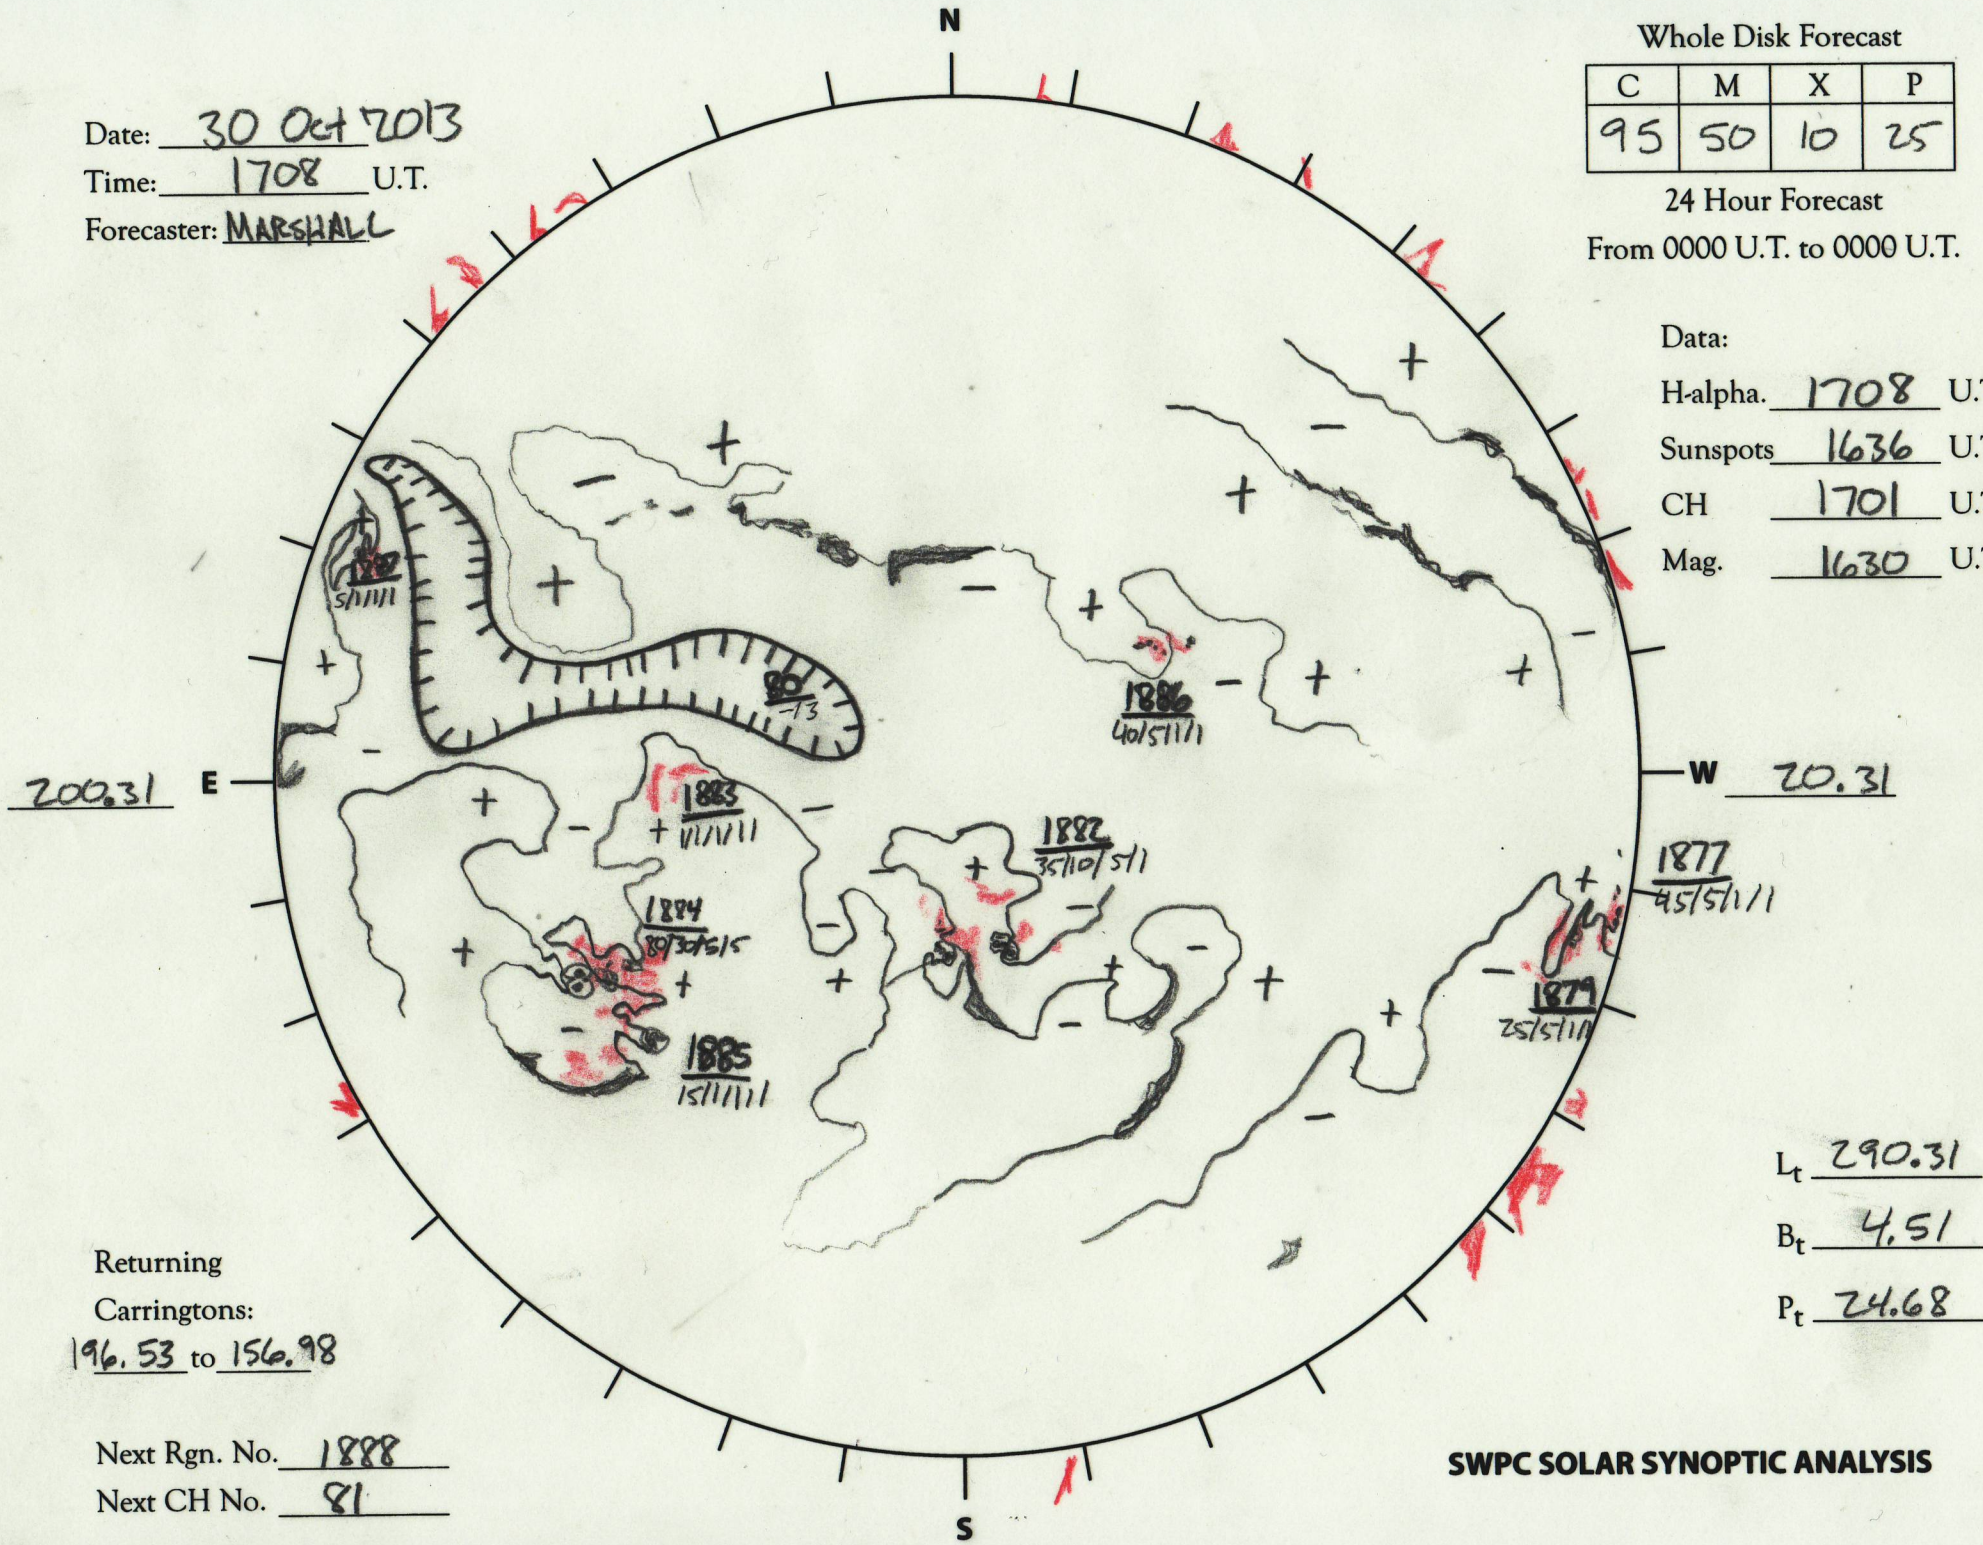 N
Date: 30 Oct 2013
Time: 1708 U.T.
Forecaster: MARSHALL
Whole Disk Forecast
C M X P
95 50 10 25
24 Hour Forecast
From 0000 U.T. to 0000 U.T.
Data:
H-alpha. 1708 U.T
Sunspots 1636 U.T
CH 1701 U.T
Mag. 1630 U.T
1887
5/1/1/1
80
-13
1886
40/5/1/1
200.31 E
W 20.31
1883
1/1/1/1
1882
35/10/5/1
1877
45/5/1/1
1884
80/30/5/5
1879
25/5/1/1
1885
15/1/1/1
Lt 290.31
Bt 4.51
Pt 24.68
Returning
Carringtons:
196.53 to 156.98
Next Rgn. No. 1888
Next CH No. 81
SWPC SOLAR SYNOPTIC ANALYSIS
S